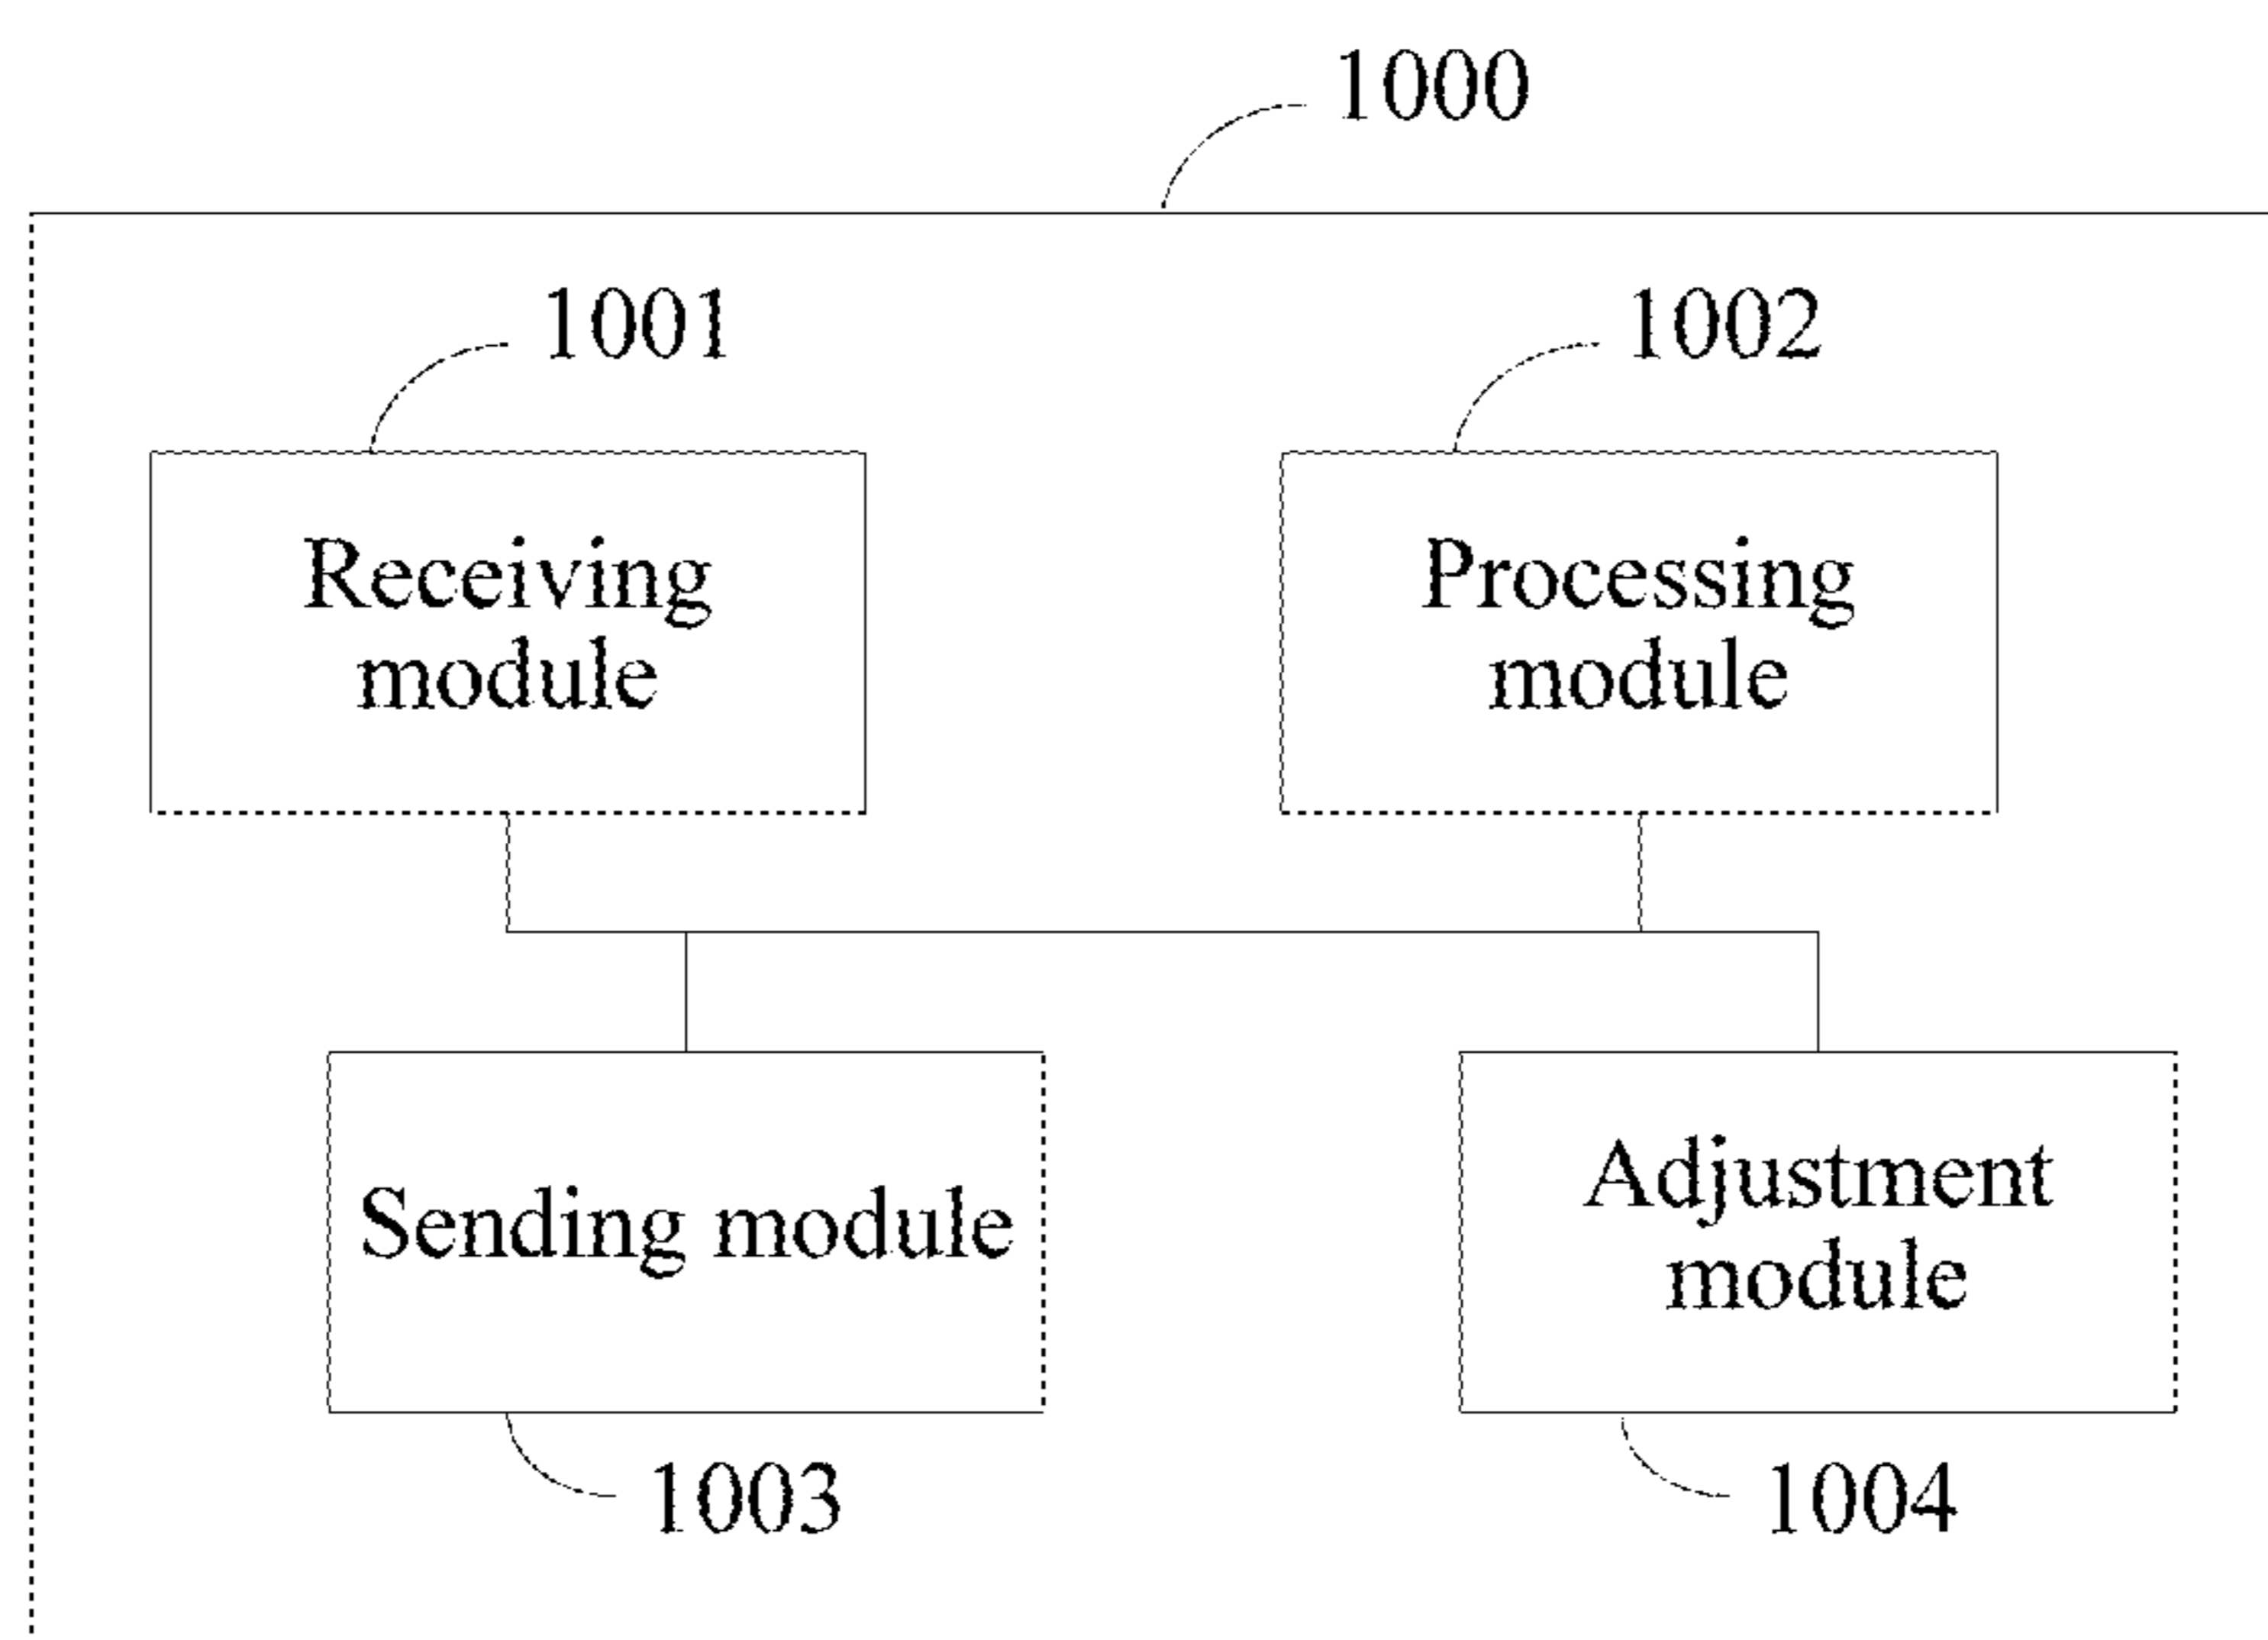 1000
1001
1002
Receiving
module
Processing
module
Sending module
Adjustment
module
1003
1004